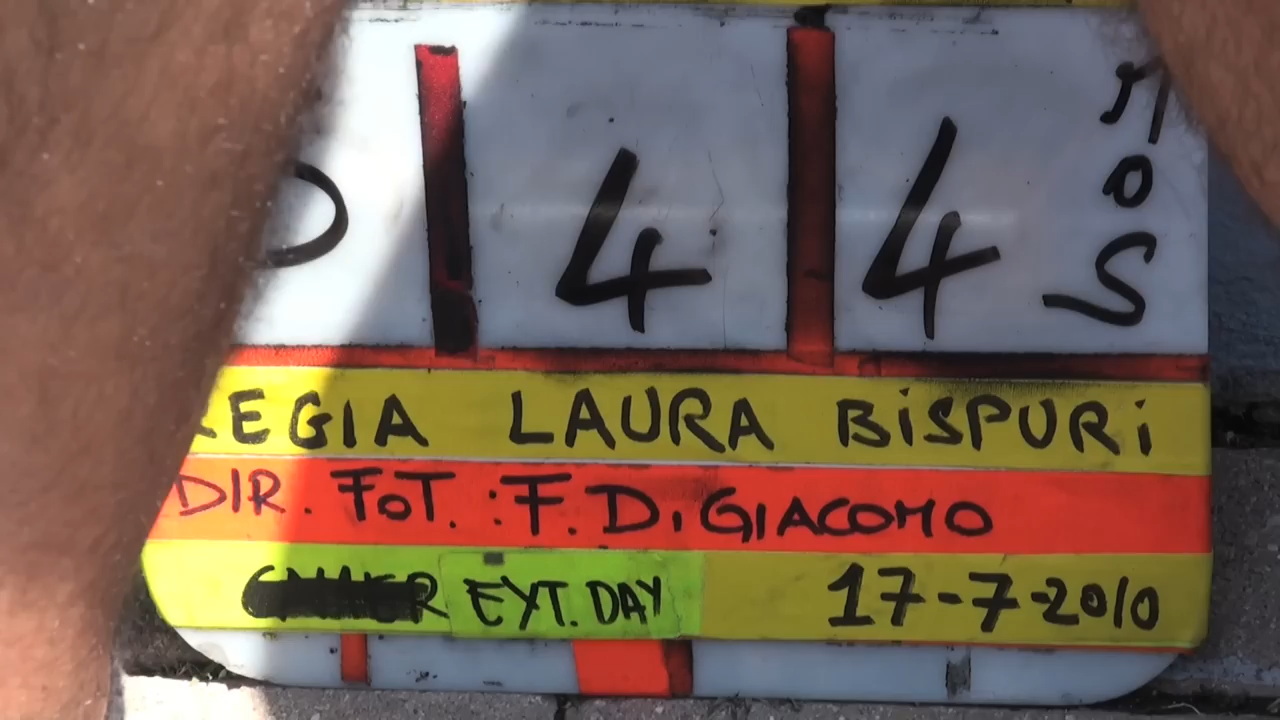 4 4 MOS
REGIA LAURA BiSPURi
DIR. FOT. : F. Di GIACOMO
EXT. DAY 17-7-2010